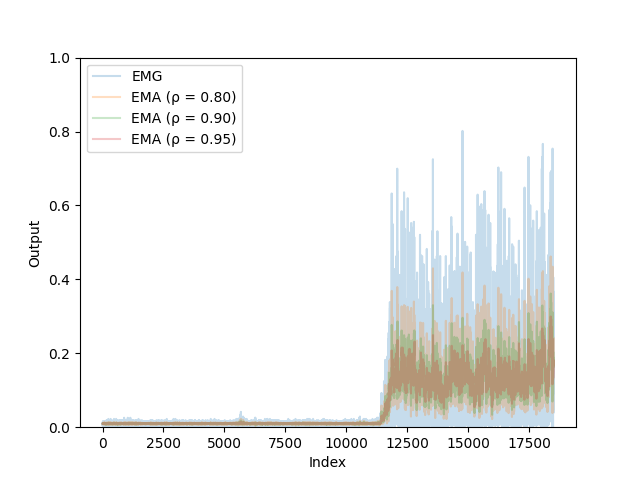 1.0
0.8
0.6
0.4
0.2
0.0
Output
EMG
EMA (ρ = 0.80)
EMA (ρ = 0.90)
EMA (ρ = 0.95)
0 2500 5000 7500 10000 12500 15000 17500
Index